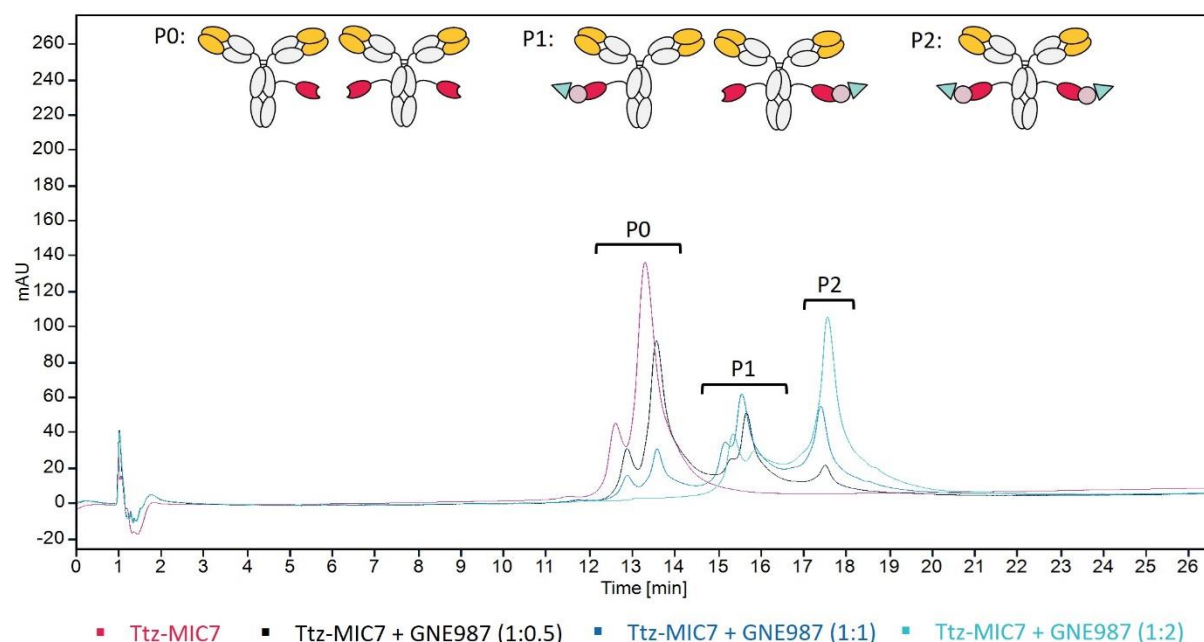 P0: P1: P2:
260
240
220
200
180
160
140
120
100
80
60
40
20
0
-20
mAU
P0
P1
P2
0 1 2 3 4 5 6 7 8 9 10 11 12 13 14 15 16 17 18 19 20 21 22 23 24 25 26
Time [min]
Ttz-MIC7 Ttz-MIC7 + GNE987 (1:0.5) Ttz-MIC7 + GNE987 (1:1) Ttz-MIC7 + GNE987 (1:2)